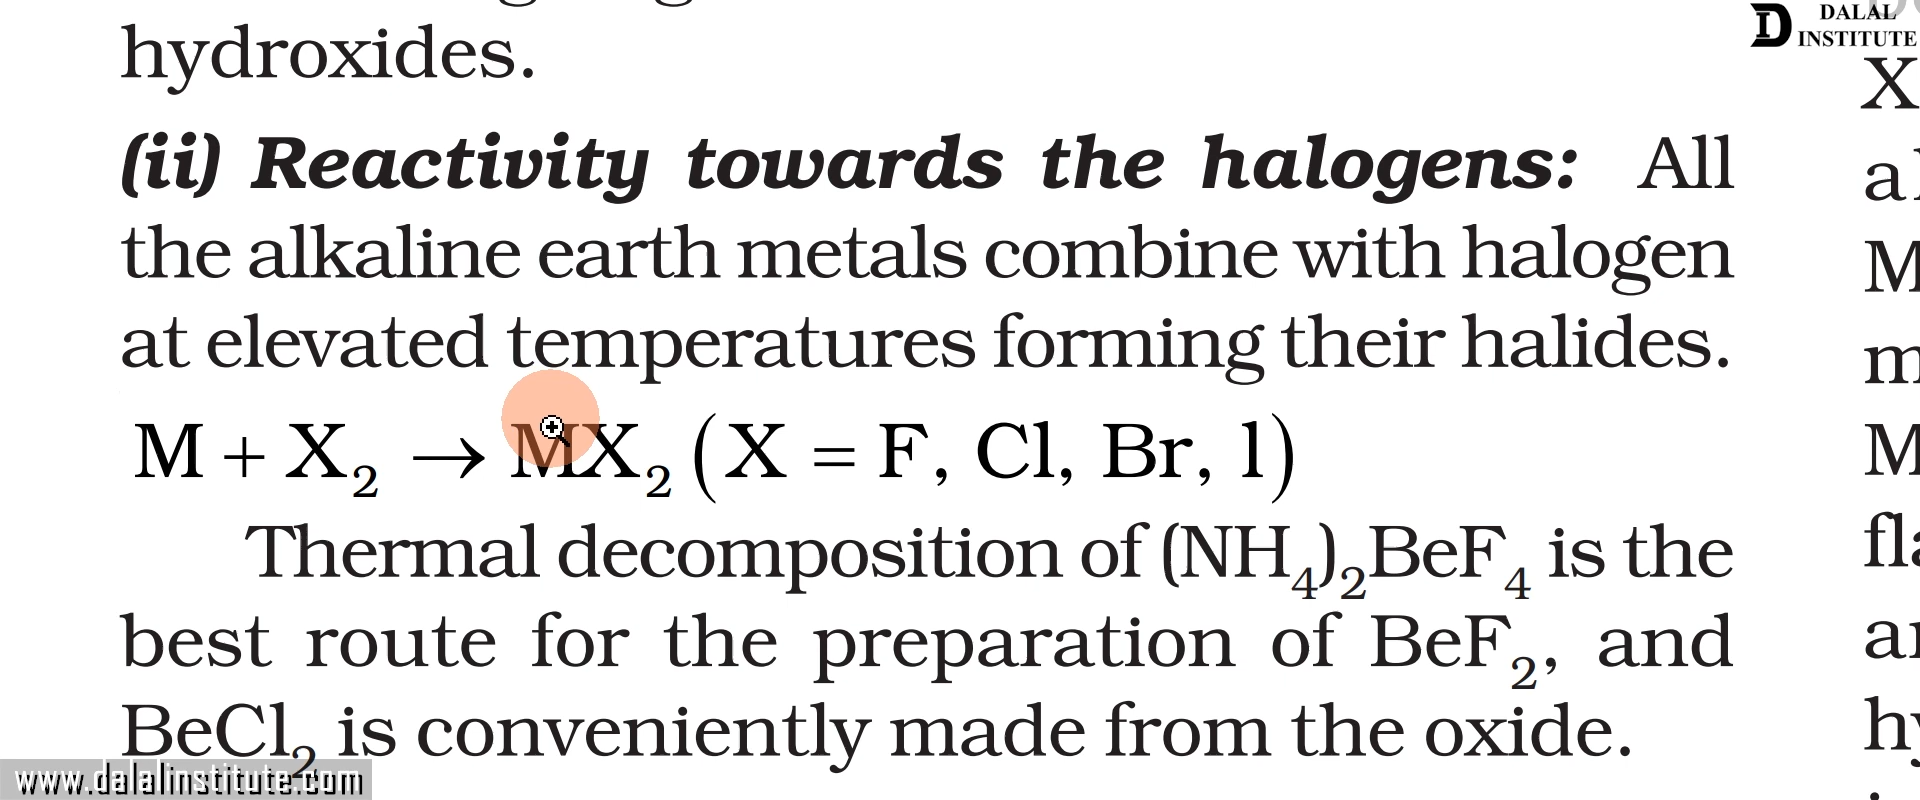 DALAL
INSTITUTE
hydroxides.
(ii) Reactivity towards the halogens: All
the alkaline earth metals combine with halogen
at elevated temperatures forming their halides.
M + X₂ → MX₂ (X = F, Cl, Br, l)
Thermal decomposition of (NH₄)₂BeF₄ is the
best route for the preparation of BeF₂, and
BeCl₂ is conveniently made from the oxide.
www.dalalinstitute.com
X
M
M